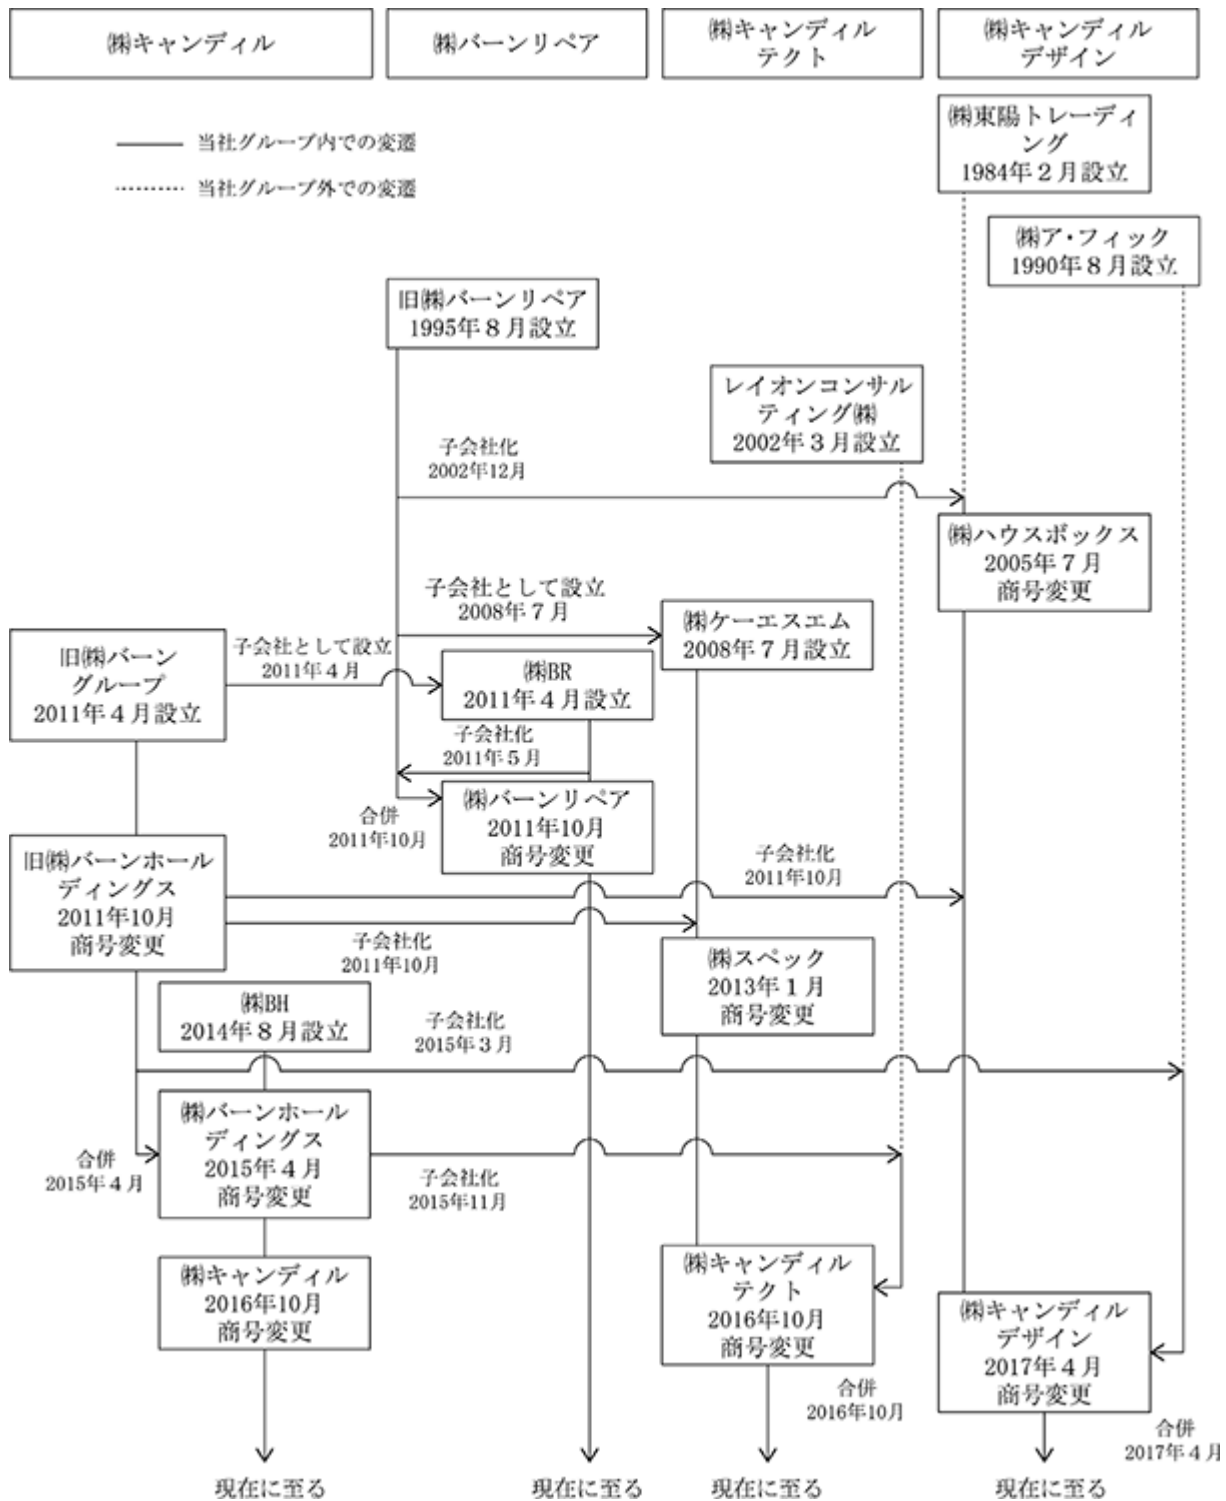 ㈱キャンディル
㈱バーンリペア
㈱キャンディル
テクト
㈱キャンディル
デザイン
当社グループ内での変遷
当社グループ外での変遷
㈱東陽トレーディ
ング
1984年２月設立
㈱ア・フィック
1990年８月設立
旧㈱バーンリペア
1995年８月設立
レイオンコンサル
ティング㈱
2002年３月設立
子会社化
2002年12月
㈱ハウスボックス
2005年７月
商号変更
子会社として設立
2008年７月
㈱ケーエスエム
2008年７月設立
旧㈱バーン
グループ
2011年４月設立
子会社として設立
2011年４月
㈱BR
2011年４月設立
子会社化
2011年５月
㈱バーンリペア
2011年10月
商号変更
合併
2011年10月
旧㈱バーンホール
ディングス
2011年10月
商号変更
子会社化
2011年10月
子会社化
2011年10月
㈱スペック
2013年１月
商号変更
㈱BH
2014年８月設立
子会社化
2015年３月
㈱バーンホール
ディングス
2015年４月
商号変更
合併
2015年４月
子会社化
2015年11月
㈱キャンディル
2016年10月
商号変更
㈱キャンディル
テクト
2016年10月
商号変更
㈱キャンディル
デザイン
2017年４月
商号変更
合併
2016年10月
合併
2017年４月
現在に至る
現在に至る
現在に至る
現在に至る